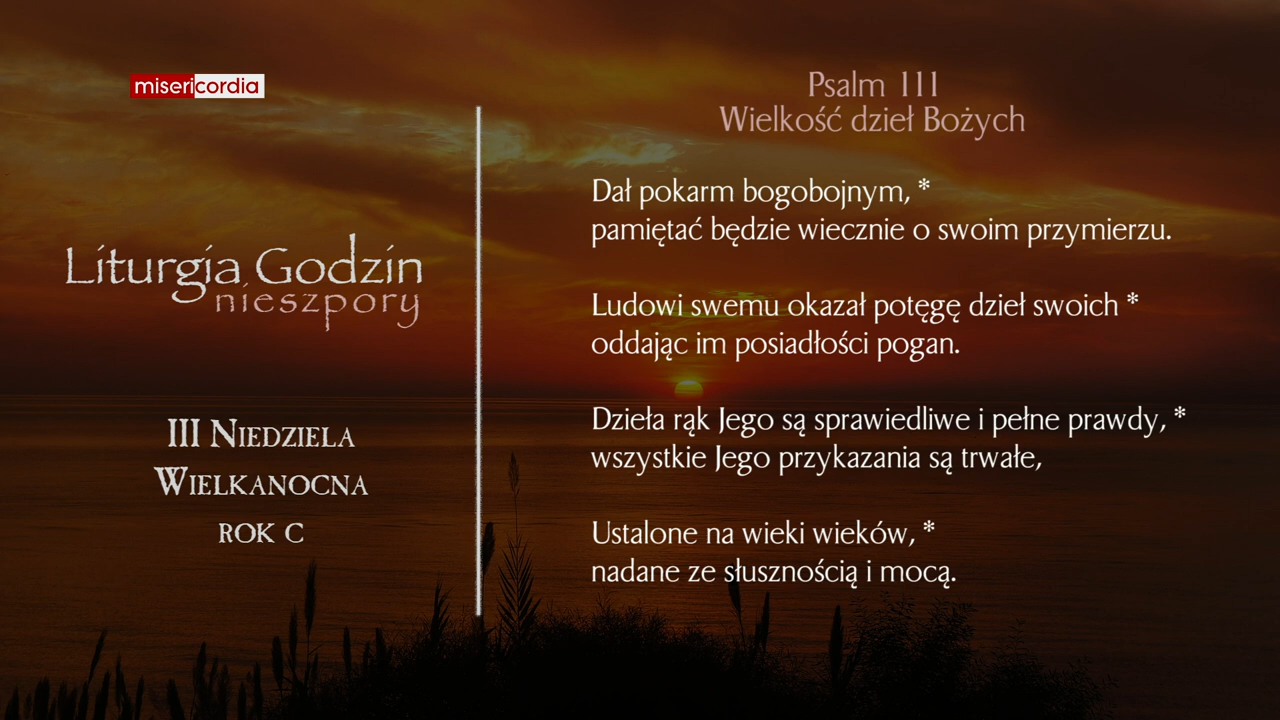 misericordia
Liturgia Godzin
nieszpory
III Niedziela
Wielkanocna
rok C
Psalm 111
Wielkość dzieł Bożych
Dał pokarm bogobojnym, *
pamiętać będzie wiecznie o swoim przymierzu.
Ludowi swemu okazał potęgę dzieł swoich *
oddając im posiadłości pogan.
Dzieła rąk Jego są sprawiedliwe i pełne prawdy, *
wszystkie Jego przykazania są trwałe,
Ustalone na wieki wieków, *
nadane ze słusznością i mocą.